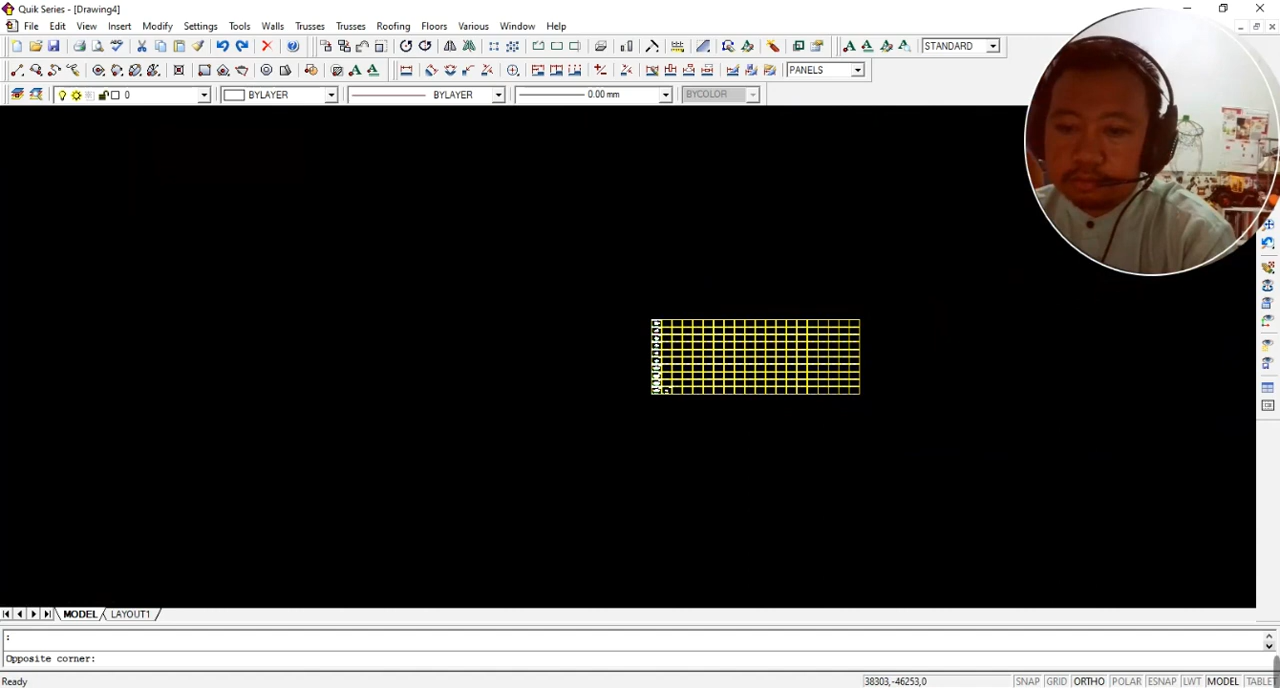 Quik Series - [Drawing4]
File Edit View Insert Modify Settings Tools Walls Trusses Trusses Roofing Floors Various Window Help
STANDARD
PANELS
0 BYLAYER BYLAYER 0.00 mm BYCOLOR
MODEL LAYOUT1
:
Opposite corner:
Ready 38303,-46253,0 SNAP GRID ORTHO POLAR ESNAP LWT MODEL TABLET